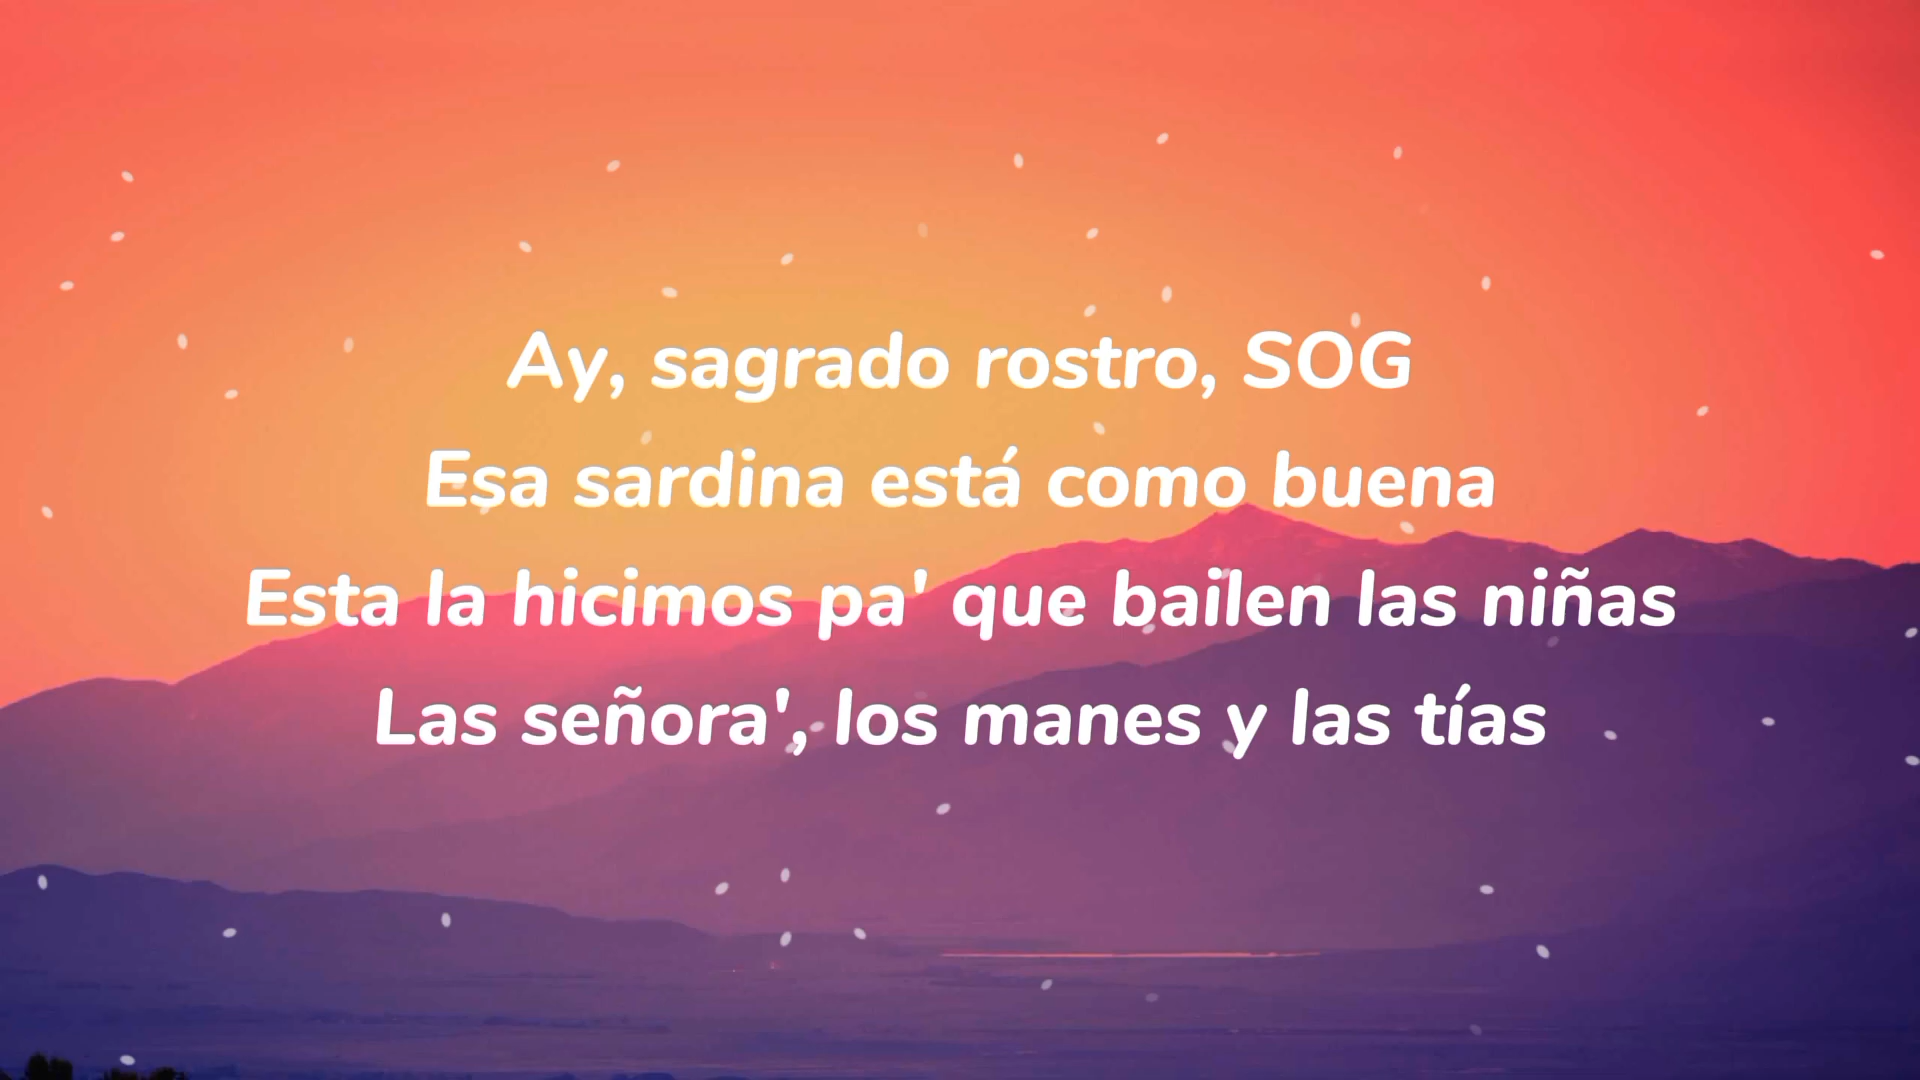 Ay, sagrado rostro, SOG
Esa sardina está como buena
Esta la hicimos pa' que bailen las niñas
Las señora', los manes y las tías